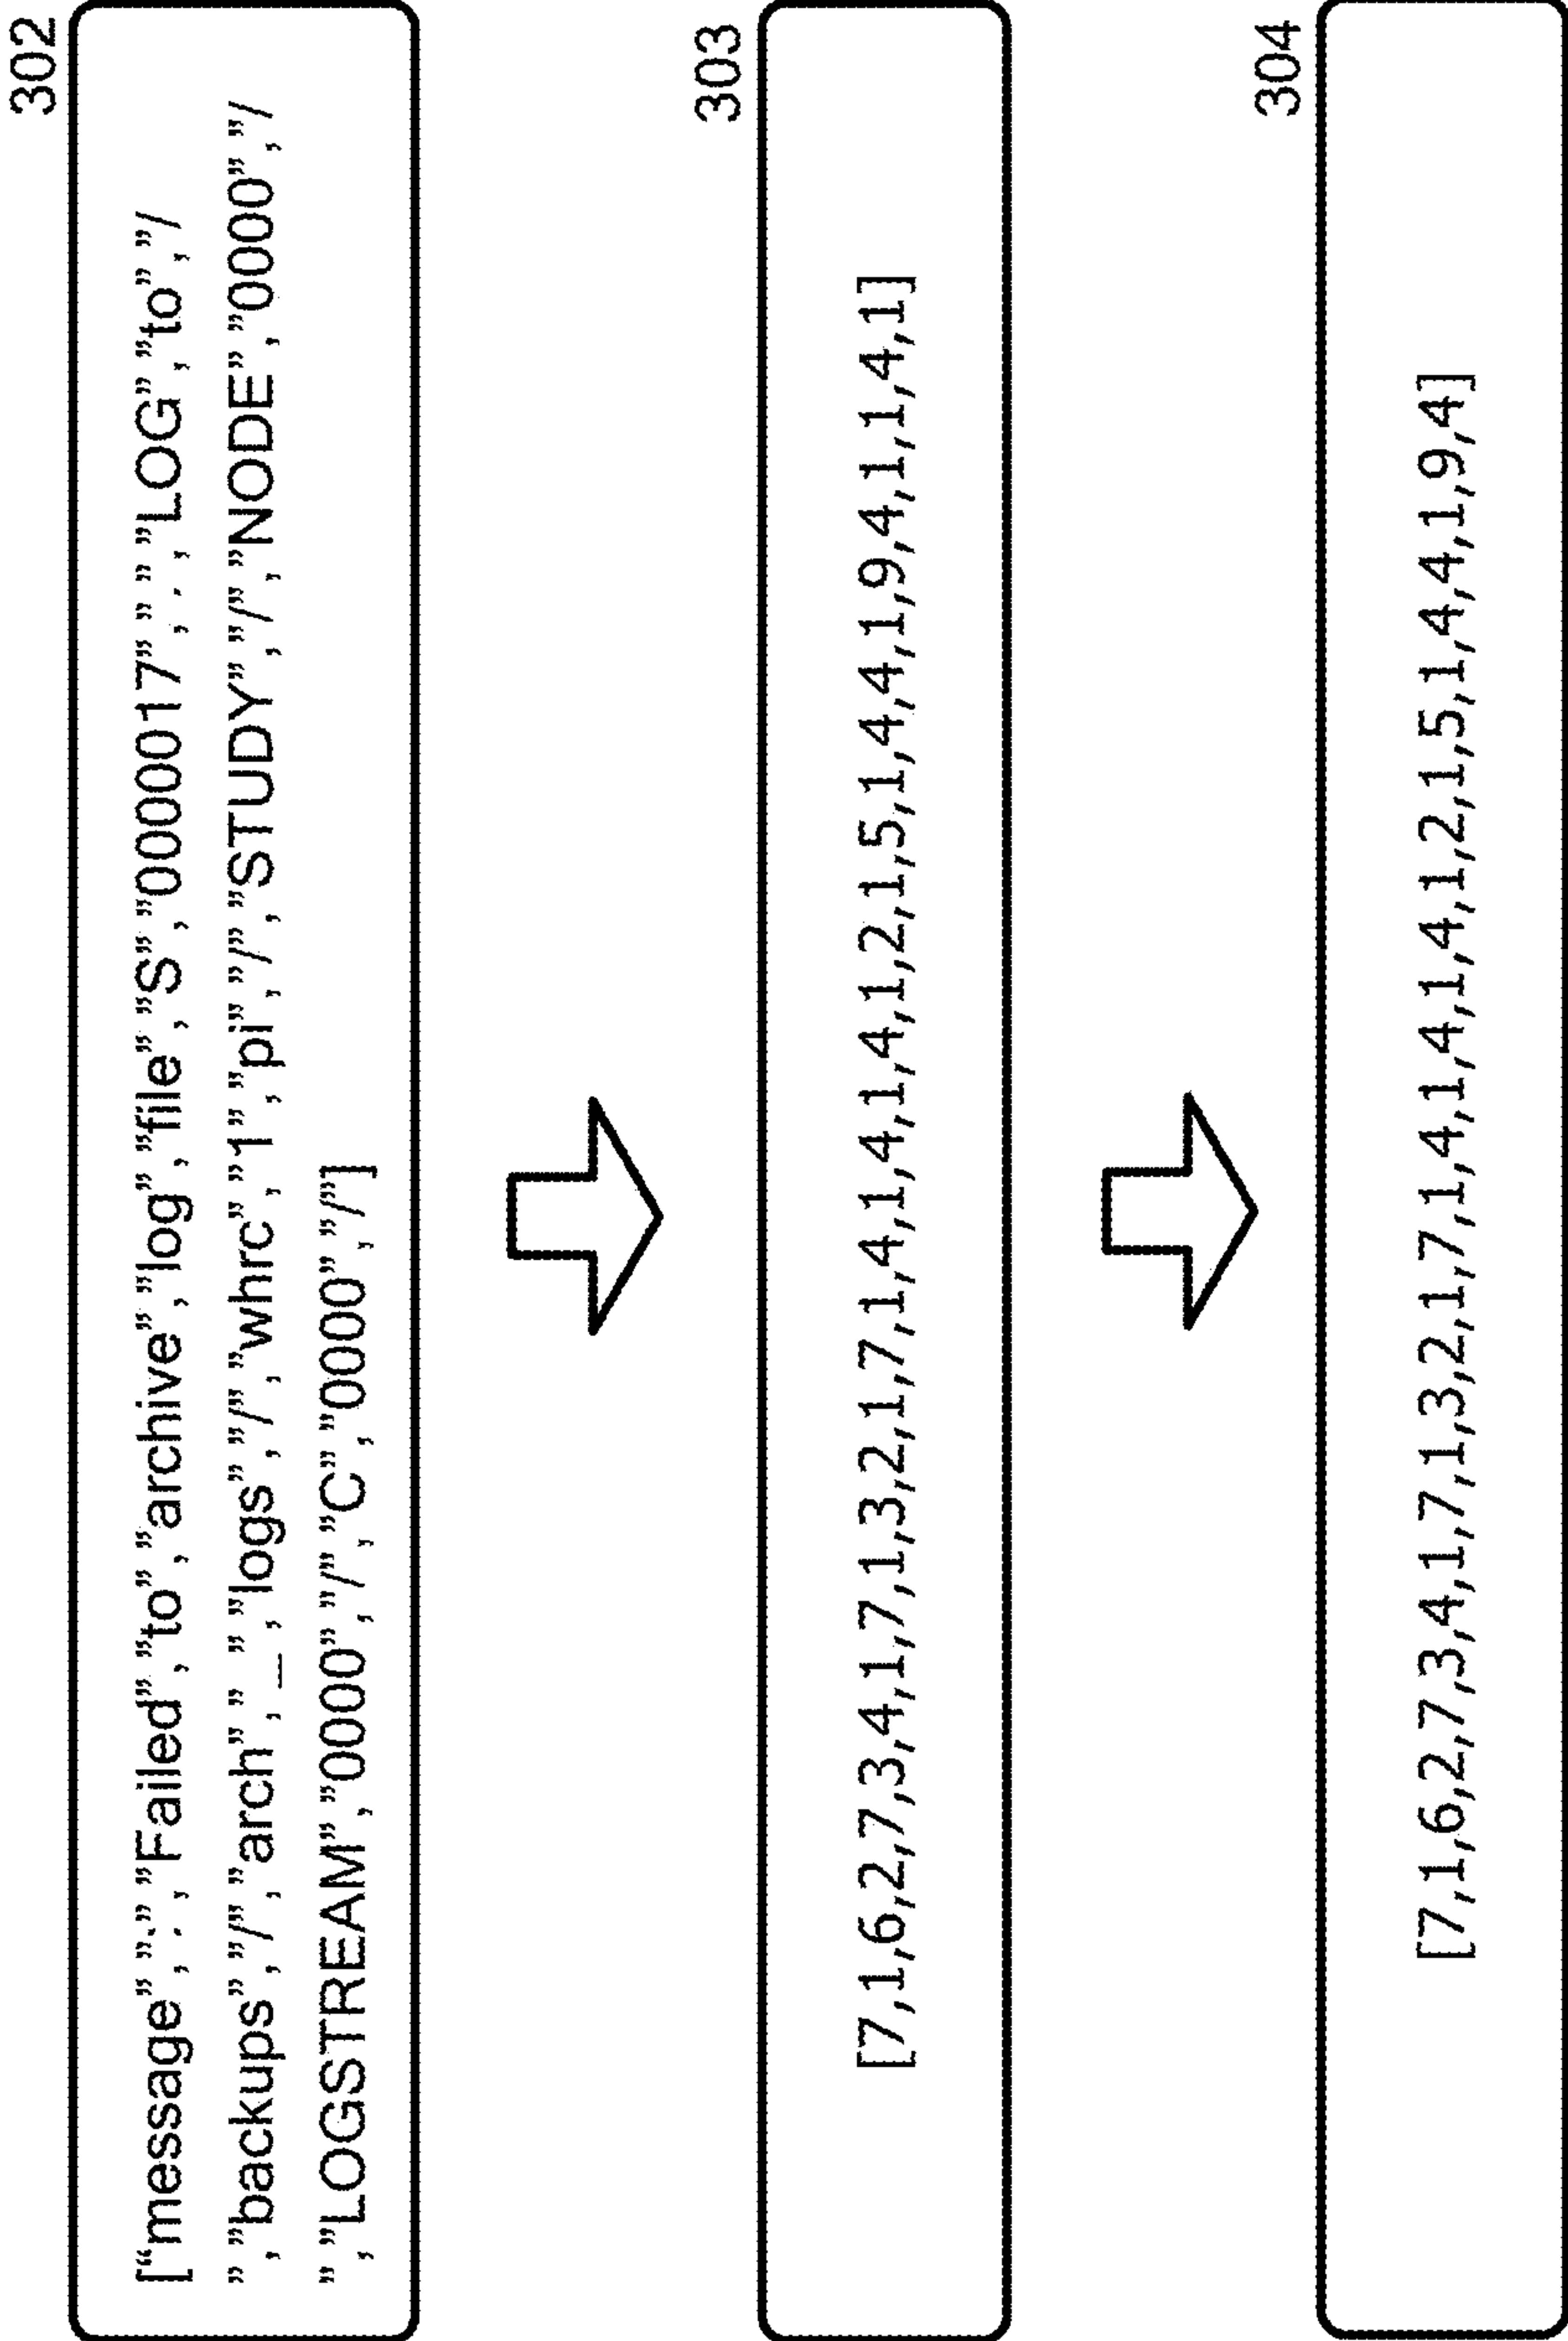 302
[“message”,”:”,”Failed”,”to”,”archive”,”log”,”file”,”S”,”000017”,”.”,”LOG”,”to”,”/
”,”backups”,”/”,”arch”,”_”,”logs”,”/”,”whrc”,”1”,”pi”,”/”,”STUDY”,”/”,”NODE”,”0000”,”/
”,”LOGSTREAM”,”0000”,”/”,”C”,”0000”,”/”]
303
[7,1,6,2,7,3,4,1,7,1,3,2,1,7,1,4,1,4,1,4,1,2,1,5,1,4,4,1,9,4,1,1,4,1]
304
[7,1,6,2,7,3,4,1,7,1,3,2,1,7,1,4,1,4,1,4,1,2,1,5,1,4,4,1,9,4]